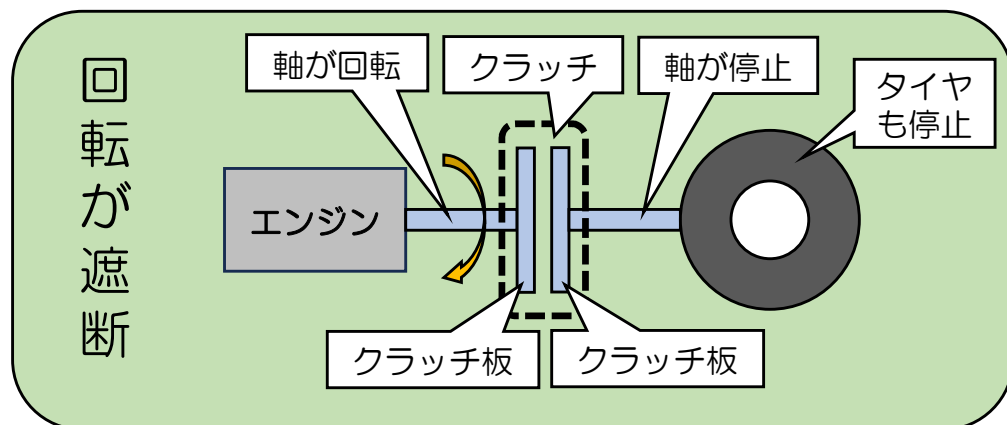 回転が遮断
軸が回転
クラッチ
軸が停止
タイヤ
も停止
エンジン
クラッチ板
クラッチ板